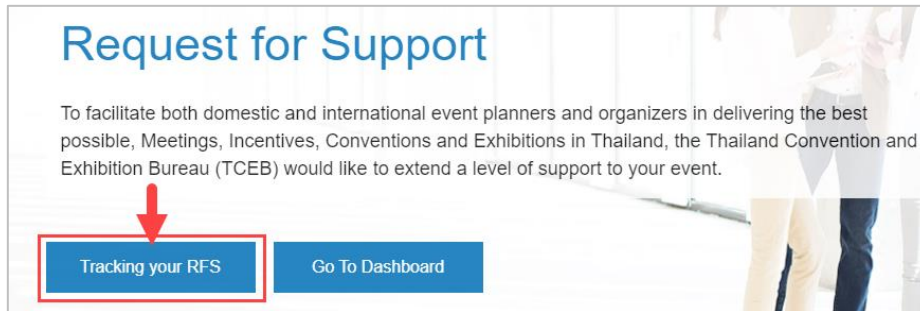 Request for Support
To facilitate both domestic and international event planners and organizers in delivering the best
possible, Meetings, Incentives, Conventions and Exhibitions in Thailand, the Thailand Convention and
Exhibition Bureau (TCEB) would like to extend a level of support to your event.
Tracking your RFS
Go To Dashboard